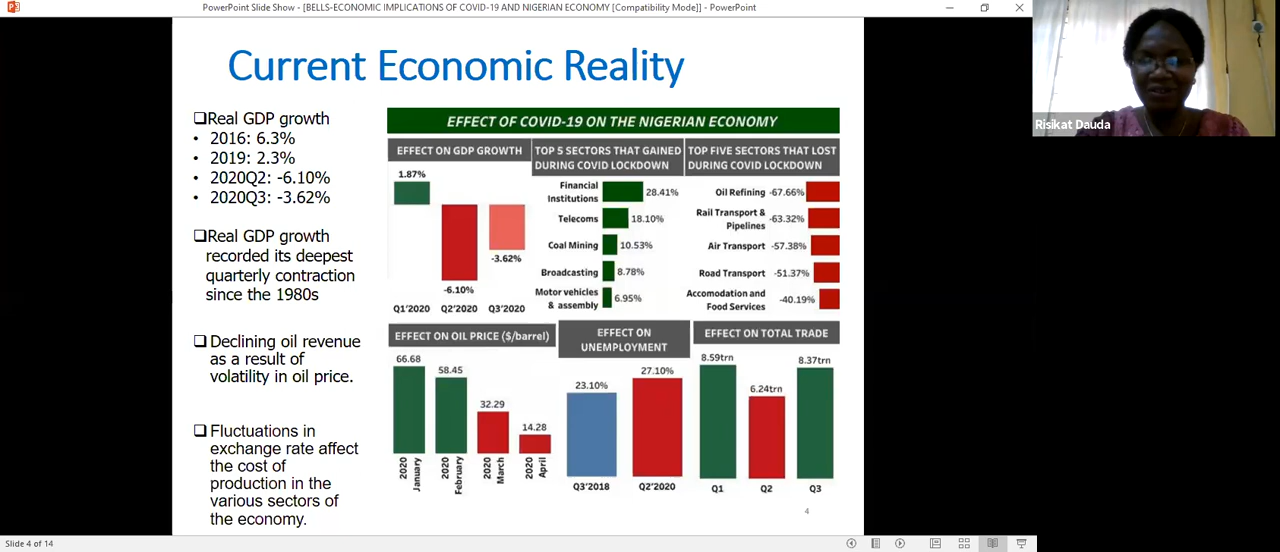 PowerPoint Slide Show - [BELLS-ECONOMIC IMPLICATIONS OF COVID-19 AND NIGERIAN ECONOMY [Compatibility Mode]] - PowerPoint
Risikat Dauda
Current Economic Reality
❑Real GDP growth
• 2016: 6.3%
• 2019: 2.3%
• 2020Q2: -6.10%
• 2020Q3: -3.62%
❑Real GDP growth
recorded its deepest
quarterly contraction
since the 1980s
❑ Declining oil revenue
as a result of
volatility in oil price.
❑ Fluctuations in
exchange rate affect
the cost of
production in the
various sectors of
the economy.
EFFECT OF COVID-19 ON THE NIGERIAN ECONOMY
EFFECT ON GDP GROWTH
1.87%
-6.10%
-3.62%
Q1'2020 Q2'2020 Q3'2020
TOP 5 SECTORS THAT GAINED
DURING COVID LOCKDOWN
Financial
Institutions
28.41%
Telecoms 18.10%
Coal Mining 10.53%
Broadcasting 8.78%
Motor vehicles
& assembly
6.95%
TOP FIVE SECTORS THAT LOST
DURING COVID LOCKDOWN
Oil Refining -67.66%
Rail Transport &
Pipelines
-63.32%
Air Transport -57.38%
Road Transport -51.37%
Accomodation and
Food Services
-40.19%
EFFECT ON OIL PRICE ($/barrel)
66.68
58.45
32.29
14.28
2020
January
2020
February
2020
March
2020
April
EFFECT ON
UNEMPLOYMENT
23.10%
27.10%
Q3'2018 Q2'2020
EFFECT ON TOTAL TRADE
8.59trn
6.24trn
8.37trn
Q1 Q2 Q3
4
Slide 4 of 14